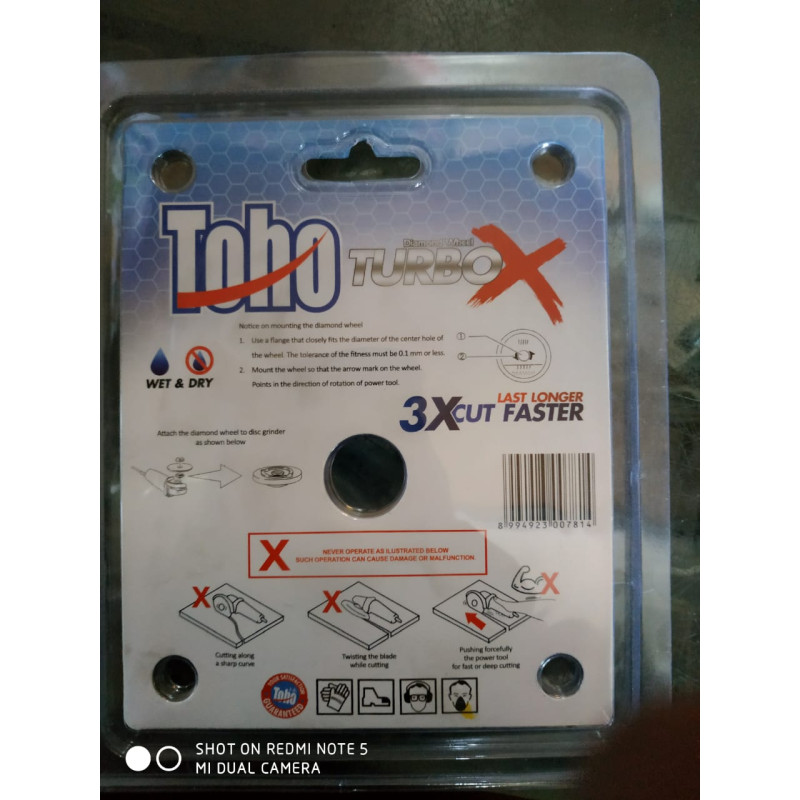 Toho
Diamond Wheel
TURBO X
Notice on mounting the diamond wheel
1. Use a flange that closely fits the diameter of the center hole of
the wheel. The tolerance of the fitness must be 0.1 mm or less.
2. Mount the wheel so that the arrow mark on the wheel.
Points in the direction of rotation of power tool.
1
2
WET & DRY
LAST LONGER
3X CUT FASTER
Attach the diamond wheel to disc grinder
as shown below
8 994923 007814
X NEVER OPERATE AS ILUSTRATED BELOW
SUCH OPERATION CAN CAUSE DAMAGE OR MALFUNCTION.
X
X
X
Cutting along
a sharp curve
Twisting the blade
while cutting
Pushing forcefully
the power tool
for fast or deep cutting
YOUR SATISFACTION
Toho
GUARANTEED
SHOT ON REDMI NOTE 5
MI DUAL CAMERA